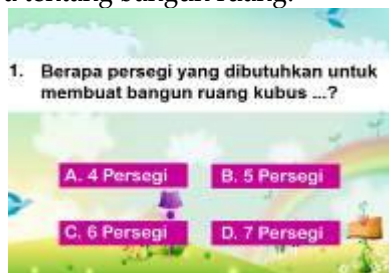 tentang bangun ruang.
1. Berapa persegi yang dibutuhkan untuk
membuat bangun ruang kubus ...?
A. 4 Persegi
B. 5 Persegi
C. 6 Persegi
D. 7 Persegi